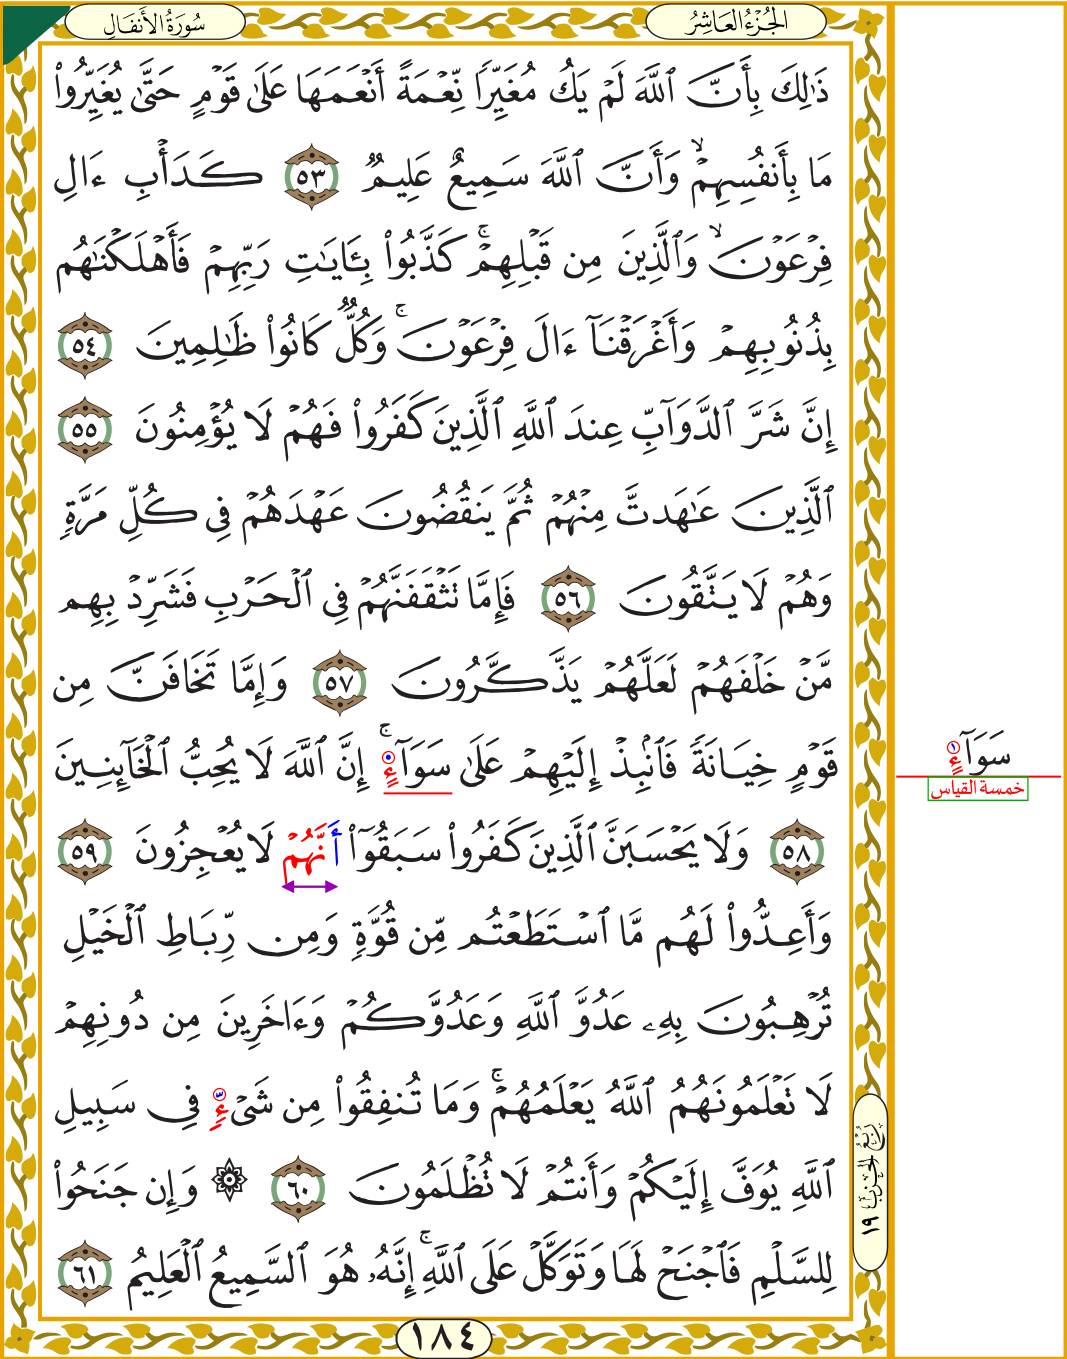 الجُزْءُ العَاشِرُ
سُورَةُ الأَنفَالِ
ذَٰلِكَ بِأَنَّ ٱللَّهَ لَمْ يَكُ مُغَيِّرًا نِّعْمَةً أَنْعَمَهَا عَلَىٰ قَوْمٍ حَتَّىٰ يُغَيِّرُوا۟
مَا بِأَنفُسِهِمْ ۙ وَأَنَّ ٱللَّهَ سَمِيعٌ عَلِيمٌ ٥٣ كَدَأْبِ ءَالِ
فِرْعَوْنَ ۙ وَٱلَّذِينَ مِن قَبْلِهِمْ ۚ كَذَّبُوا۟ بِـَٔايَـٰتِ رَبِّهِمْ فَأَهْلَكْنَـٰهُم
بِذُنُوبِهِمْ وَأَغْرَقْنَآ ءَالَ فِرْعَوْنَ ۚ وَكُلٌّ كَانُوا۟ ظَـٰلِمِينَ ٥٤
إِنَّ شَرَّ ٱلدَّوَآبِّ عِندَ ٱللَّهِ ٱلَّذِينَ كَفَرُوا۟ فَهُمْ لَا يُؤْمِنُونَ ٥٥
ٱلَّذِينَ عَـٰهَدتَّ مِنْهُمْ ثُمَّ يَنقُضُونَ عَهْدَهُمْ فِى كُلِّ مَرَّةٍ
وَهُمْ لَا يَتَّقُونَ ٥٦ فَإِمَّا تَثْقَفَنَّهُمْ فِى ٱلْحَرْبِ فَشَرِّدْ بِهِم
مَّنْ خَلْفَهُمْ لَعَلَّهُمْ يَذَّكَّرُونَ ٥٧ وَإِمَّا تَخَافَنَّ مِن
قَوْمٍ خِيَانَةً فَٱنۢبِذْ إِلَيْهِمْ عَلَىٰ سَوَآءٍ ۚ إِنَّ ٱللَّهَ لَا يُحِبُّ ٱلْخَآئِنِينَ
٥٨ وَلَا يَحْسَبَنَّ ٱلَّذِينَ كَفَرُوا۟ سَبَقُوٓا۟ أَنَّهُمْ لَا يُعْجِزُونَ ٥٩
وَأَعِدُّوا۟ لَهُم مَّا ٱسْتَطَعْتُم مِّن قُوَّةٍ وَمِن رِّبَاطِ ٱلْخَيْلِ
تُرْهِبُونَ بِهِۦ عَدُوَّ ٱللَّهِ وَعَدُوَّكُمْ وَءَاخَرِينَ مِن دُونِهِمْ
لَا تَعْلَمُونَهُمُ ٱللَّهُ يَعْلَمُهُمْ ۚ وَمَا تُنفِقُوا۟ مِن شَىْءٍ فِى سَبِيلِ
ٱللَّهِ يُوَفَّ إِلَيْكُمْ وَأَنتُمْ لَا تُظْلَمُونَ ٦٠ ۞ وَإِن جَنَحُوا۟
لِلسَّلْمِ فَٱجْنَحْ لَهَا وَتَوَكَّلْ عَلَى ٱللَّهِ ۚ إِنَّهُۥ هُوَ ٱلسَّمِيعُ ٱلْعَلِيمُ ٦١
سَوَآءٍ ١
خمسة القياس
رُبْعُ الحِزْب ١٩
١٨٤